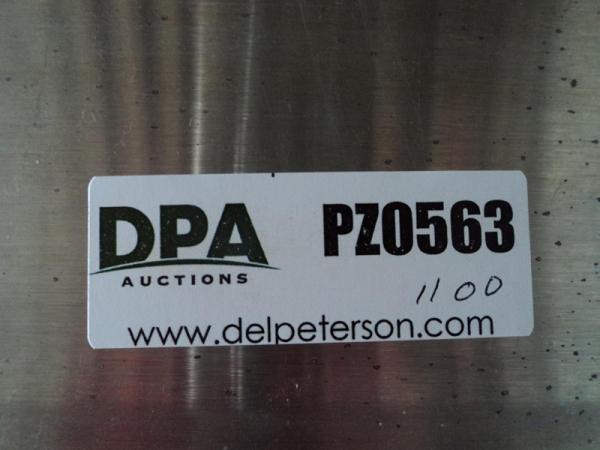 DPA
AUCTIONS
PZ0563
1100
www.delpeterson.com